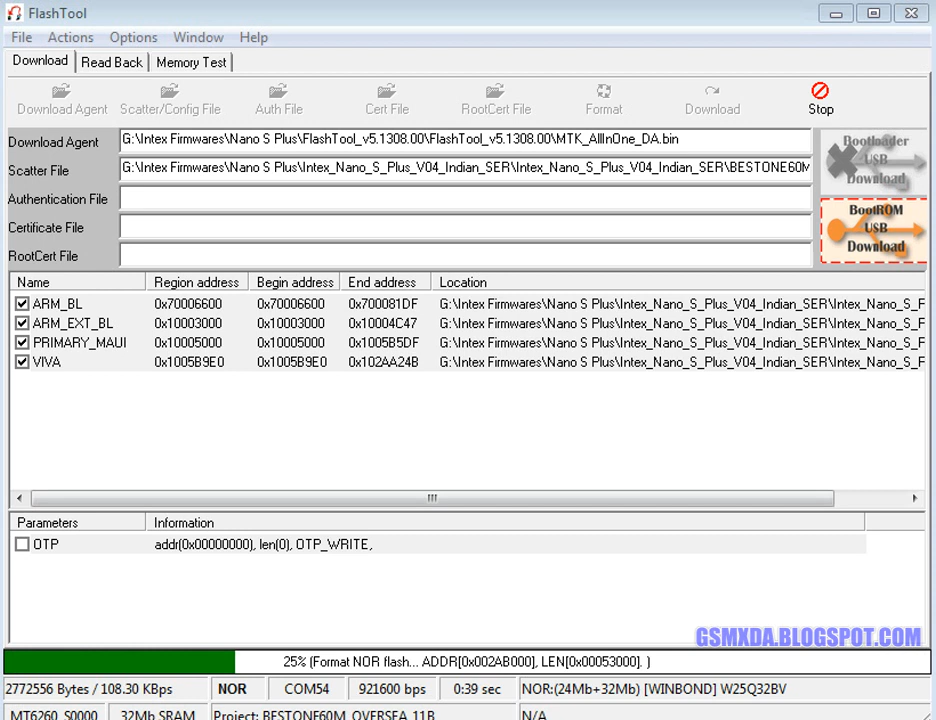 FlashTool
File Actions Options Window Help
Download Read Back Memory Test
Download Agent Scatter/Config File Auth File Cert File RootCert File Format Download Stop
Download Agent G:\Intex Firmwares\Nano S Plus\FlashTool_v5.1308.00\FlashTool_v5.1308.00\MTK_AllInOne_DA.bin
Scatter File G:\Intex Firmwares\Nano S Plus\Intex_Nano_S_Plus_V04_Indian_SER\Intex_Nano_S_Plus_V04_Indian_SER\BESTONE60M
Authentication File
Certificate File
RootCert File
Bootloader
USB
Download
BootROM
USB
Download
Name Region address Begin address End address Location
ARM_BL 0x70006600 0x70006600 0x700081DF G:\Intex Firmwares\Nano S Plus\Intex_Nano_S_Plus_V04_Indian_SER\Intex_Nano_S_F
ARM_EXT_BL 0x10003000 0x10003000 0x10004C47 G:\Intex Firmwares\Nano S Plus\Intex_Nano_S_Plus_V04_Indian_SER\Intex_Nano_S_F
PRIMARY_MAUI 0x10005000 0x10005000 0x1005B5DF G:\Intex Firmwares\Nano S Plus\Intex_Nano_S_Plus_V04_Indian_SER\Intex_Nano_S_F
VIVA 0x1005B9E0 0x1005B9E0 0x102AA24B G:\Intex Firmwares\Nano S Plus\Intex_Nano_S_Plus_V04_Indian_SER\Intex_Nano_S_F
Parameters Information
OTP addr(0x00000000), len(0), OTP_WRITE,
GSMXDA.BLOGSPOT.COM
25% (Format NOR flash... ADDR[0x002AB000], LEN[0x00053000]. )
2772556 Bytes / 108.30 KBps NOR COM54 921600 bps 0:39 sec NOR:(24Mb+32Mb) [WINBOND] W25Q32BV
MT6260_S0000 32Mb SRAM Project: BESTONE60M_OVERSEA_11B N/A